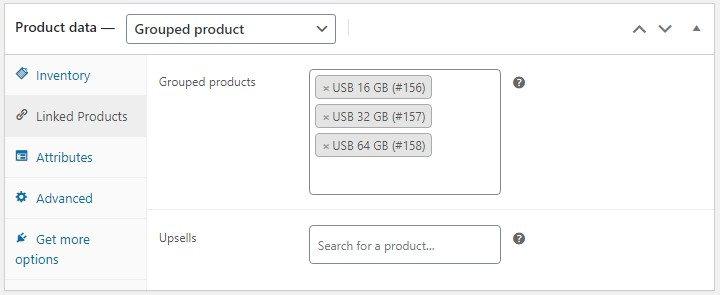 Product data — Grouped product
Inventory
Linked Products
Attributes
Advanced
Get more
options
Grouped products
× USB 16 GB (#156)
× USB 32 GB (#157)
× USB 64 GB (#158)
?
Upsells
Search for a product...
?